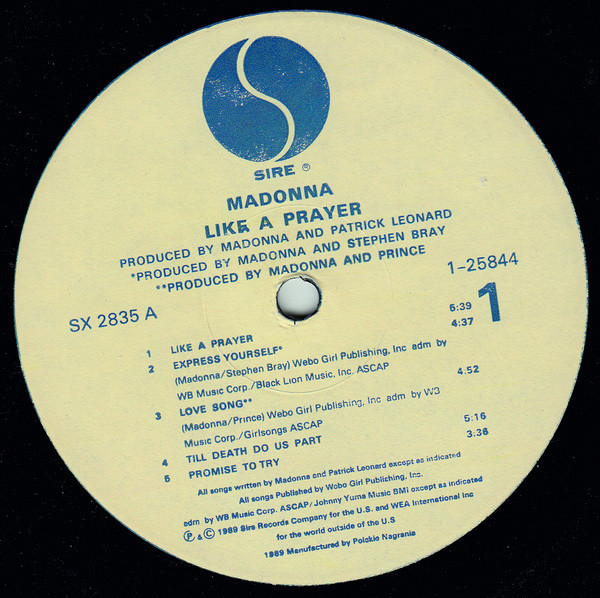 SIRE ®
MADONNA
LIKE A PRAYER
PRODUCED BY MADONNA AND PATRICK LEONARD
*PRODUCED BY MADONNA AND STEPHEN BRAY
**PRODUCED BY MADONNA AND PRINCE
SX 2835 A
1-25844
1
1 LIKE A PRAYER 5:39
2 EXPRESS YOURSELF* 4:37
(Madonna/Stephen Bray) Webo Girl Publishing, Inc adm by
WB Music Corp./Black Lion Music, Inc. ASCAP
3 LOVE SONG** 4.52
(Madonna/Prince) Webo Girl Publishing, Inc adm by W3
Music Corp./Girlsongs ASCAP
4 TILL DEATH DO US PART 5:16
5 PROMISE TO TRY 3:36
All songs written by Madonna and Patrick Leonard except as indicated
All songs Published by Webo Girl Publiching, Inc.
adm by WB Music Corp. ASCAP/Johnny Yuma Music BMI except as indicated
℗ & © 1989 Sire Records Company for the U.S. and WEA International Inc
for the world outside of the U.S
1989 Manufactured by Polskie Nagrania